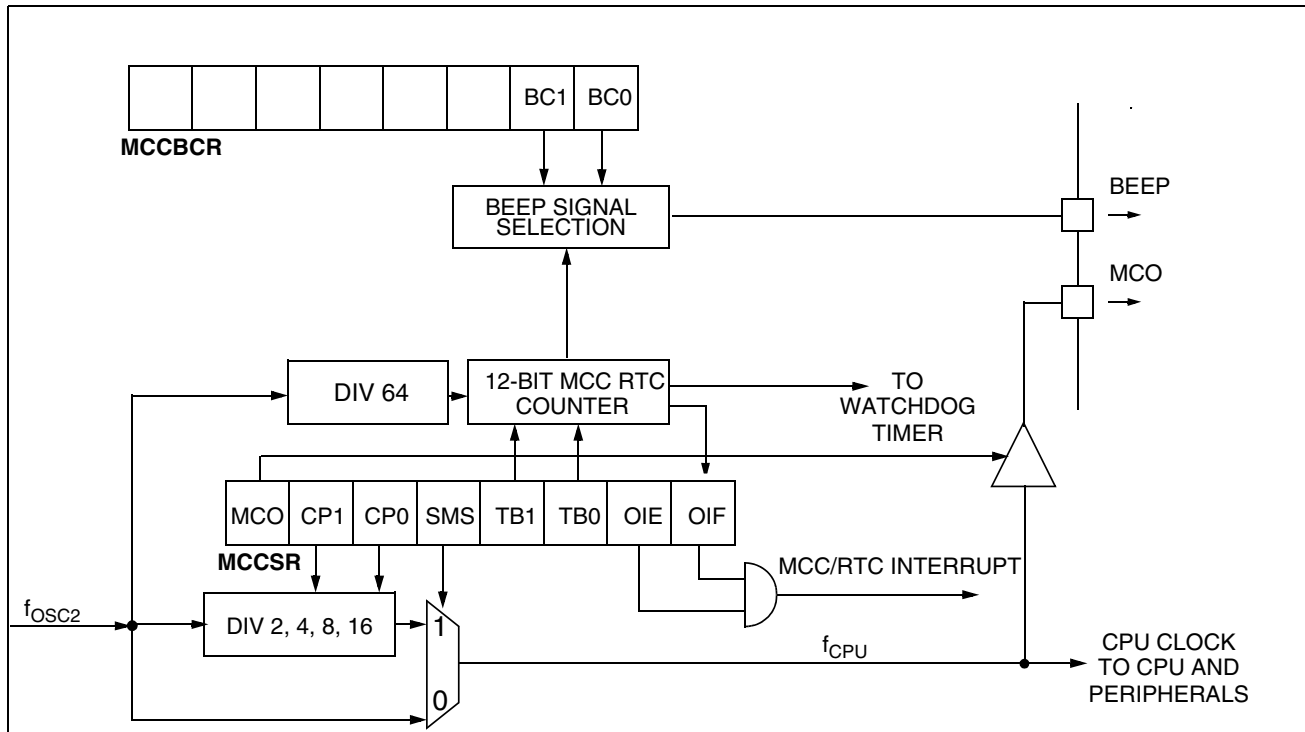 BC1 BC0
MCCBCR
BEEP SIGNAL
SELECTION
BEEP
MCO
DIV 64
12-BIT MCC RTC
COUNTER
TO
WATCHDOG
TIMER
MCO CP1 CP0 SMS TB1 TB0 OIE OIF
MCCSR
MCC/RTC INTERRUPT
fOSC2
DIV 2, 4, 8, 16
1
0
fCPU
CPU CLOCK
TO CPU AND
PERIPHERALS